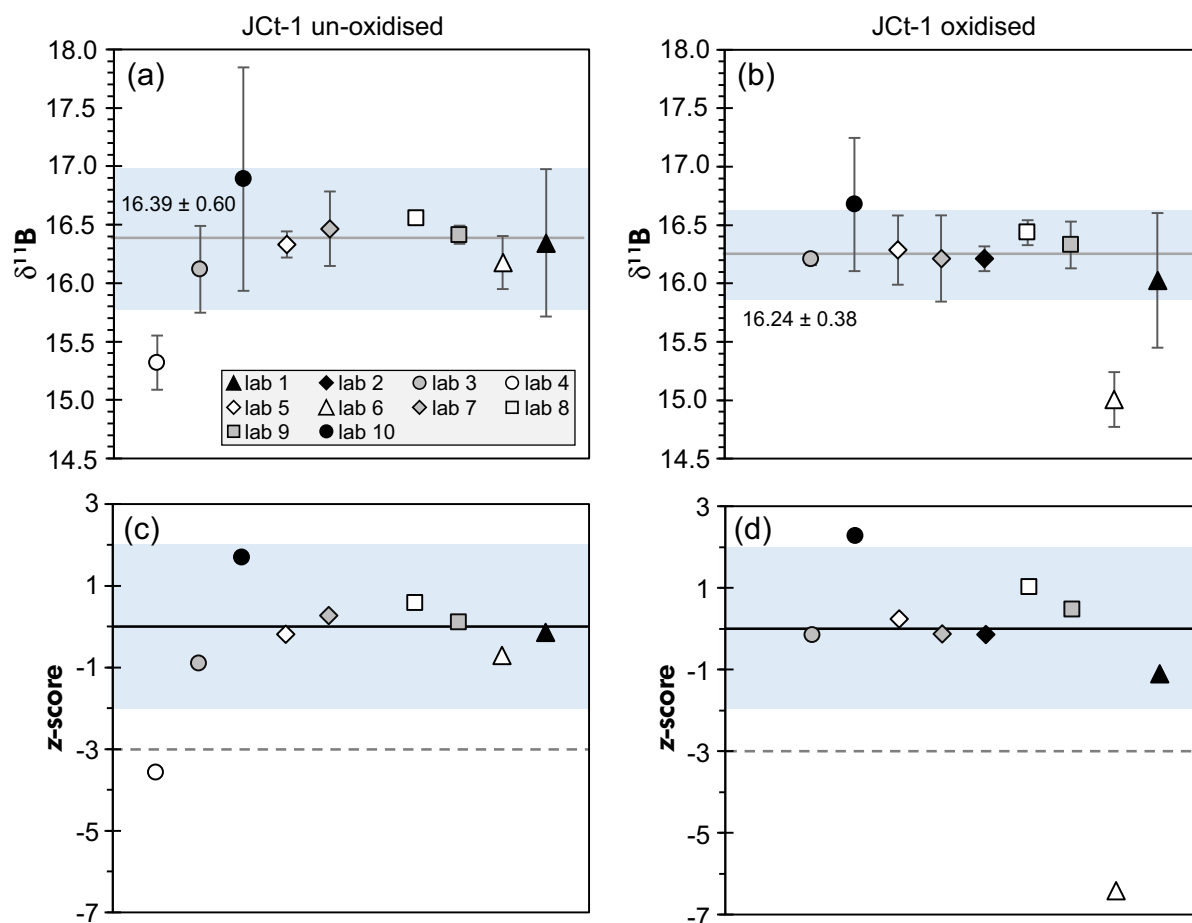 JCt-1 un-oxidised
JCt-1 oxidised
(a)
18.0
17.5
17.0
16.5
16.0
15.5
15.0
14.5
δ¹¹B
16.39 ± 0.60
lab 1 lab 2 lab 3 lab 4
lab 5 lab 6 lab 7 lab 8
lab 9 lab 10
(b)
18.0
17.5
17.0
16.5
16.0
15.5
15.0
14.5
δ¹¹B
16.24 ± 0.38
(c)
3
1
-1
-3
-5
-7
z-score
(d)
3
1
-1
-3
-5
-7
z-score